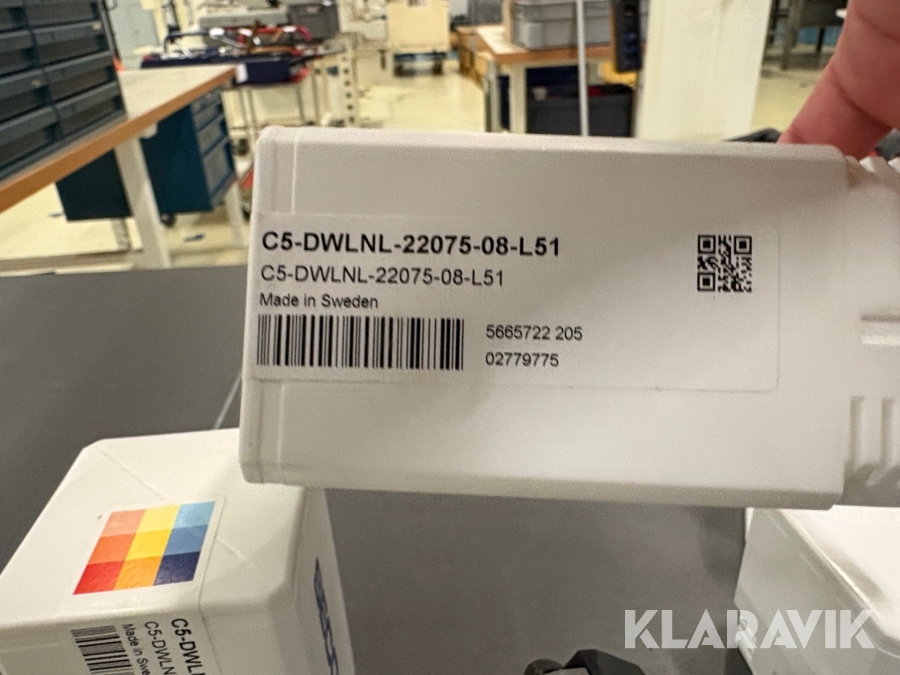 C5-DWLNL-22075-08-L51
C5-DWLNL-22075-08-L51
Made in Sweden
5665722 205
02779775
C5-DWL
C5-DWLN
Made in Swe
KLARAVIK